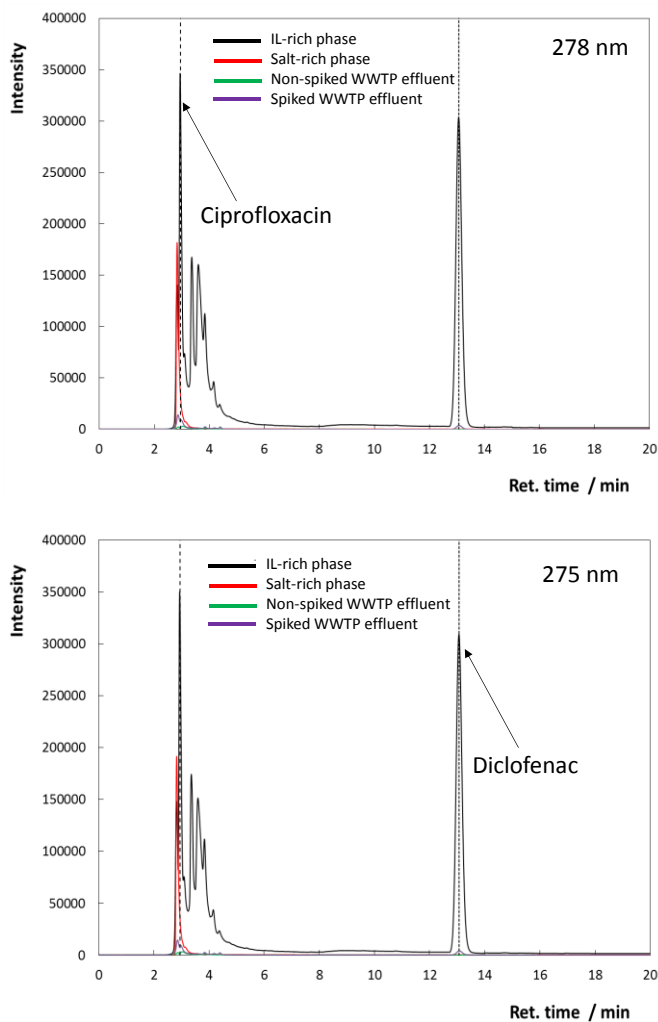 400000
350000
300000
250000
200000
150000
100000
50000
0
Intensity
IL-rich phase
Salt-rich phase
Non-spiked WWTP effluent
Spiked WWTP effluent
278 nm
Ciprofloxacin
0 2 4 6 8 10 12 14 16 18 20
Ret. time / min
400000
350000
300000
250000
200000
150000
100000
50000
0
Intensity
IL-rich phase
Salt-rich phase
Non-spiked WWTP effluent
Spiked WWTP effluent
275 nm
Diclofenac
0 2 4 6 8 10 12 14 16 18 20
Ret. time / min